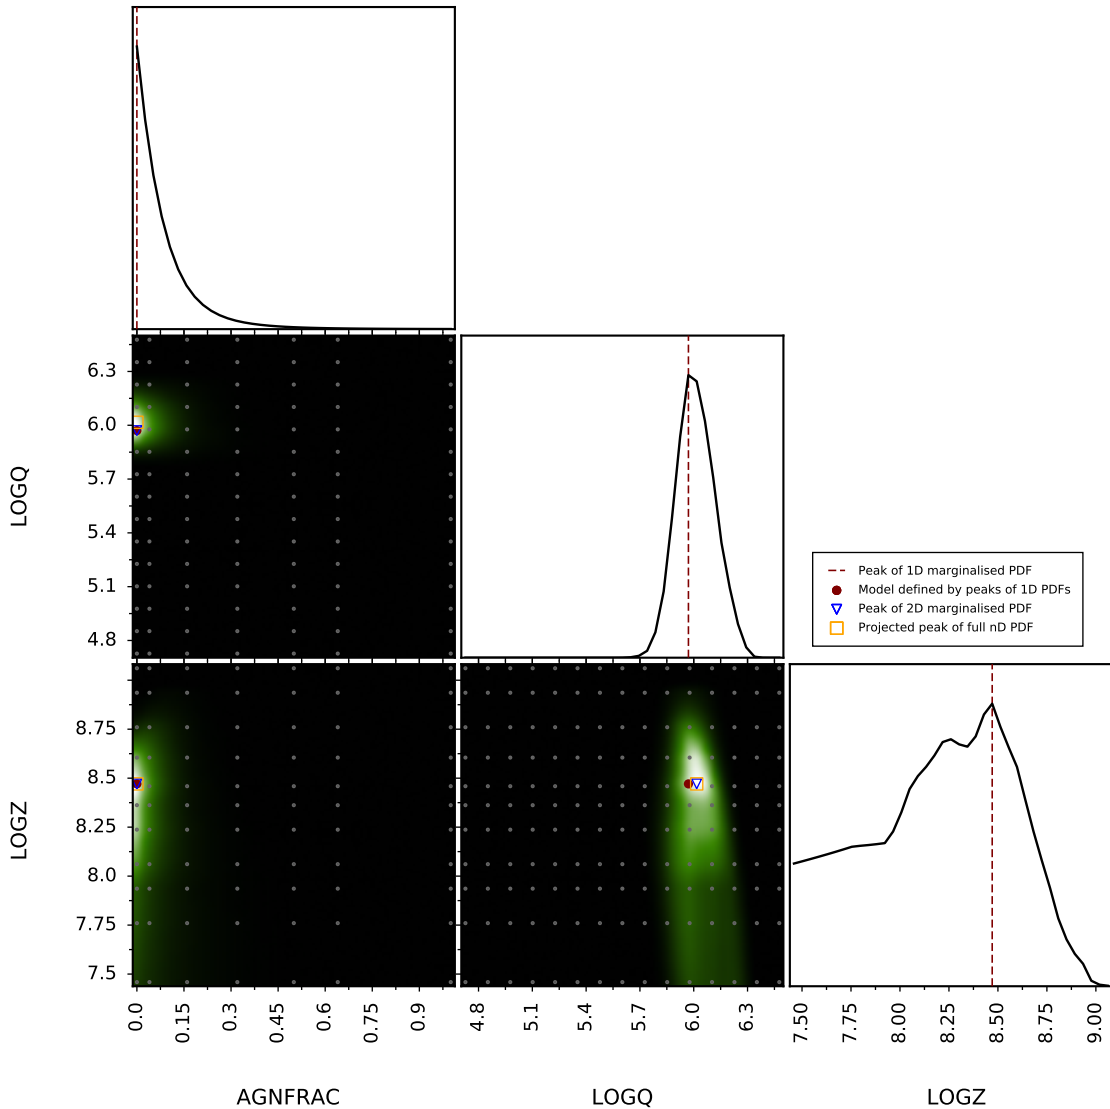 6.3
6.0
5.7
5.4
5.1
4.8
LOGQ
Peak of 1D marginalised PDF
Model defined by peaks of 1D PDFs
Peak of 2D marginalised PDF
Projected peak of full nD PDF
8.75
8.5
8.25
8.0
7.75
7.5
LOGZ
0.0 0.15 0.3 0.45 0.6 0.75 0.9
4.8 5.1 5.4 5.7 6.0 6.3
7.50 7.75 8.00 8.25 8.50 8.75 9.00
AGNFRAC LOGQ LOGZ